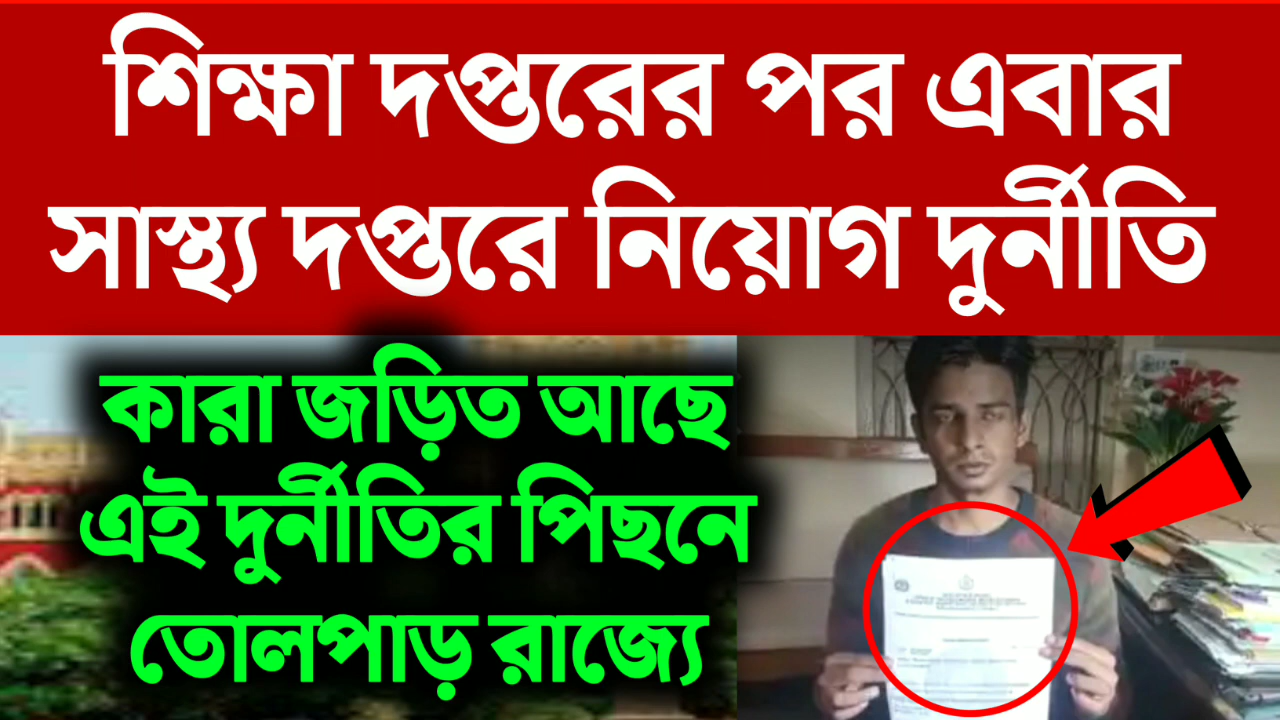 শিক্ষা দপ্তরের পর এবার
সাস্থ্য দপ্তরে নিয়োগ দুর্নীতি
কারা জড়িত আছে
এই দুর্নীতির পিছনে
তোলপাড় রাজ্যে